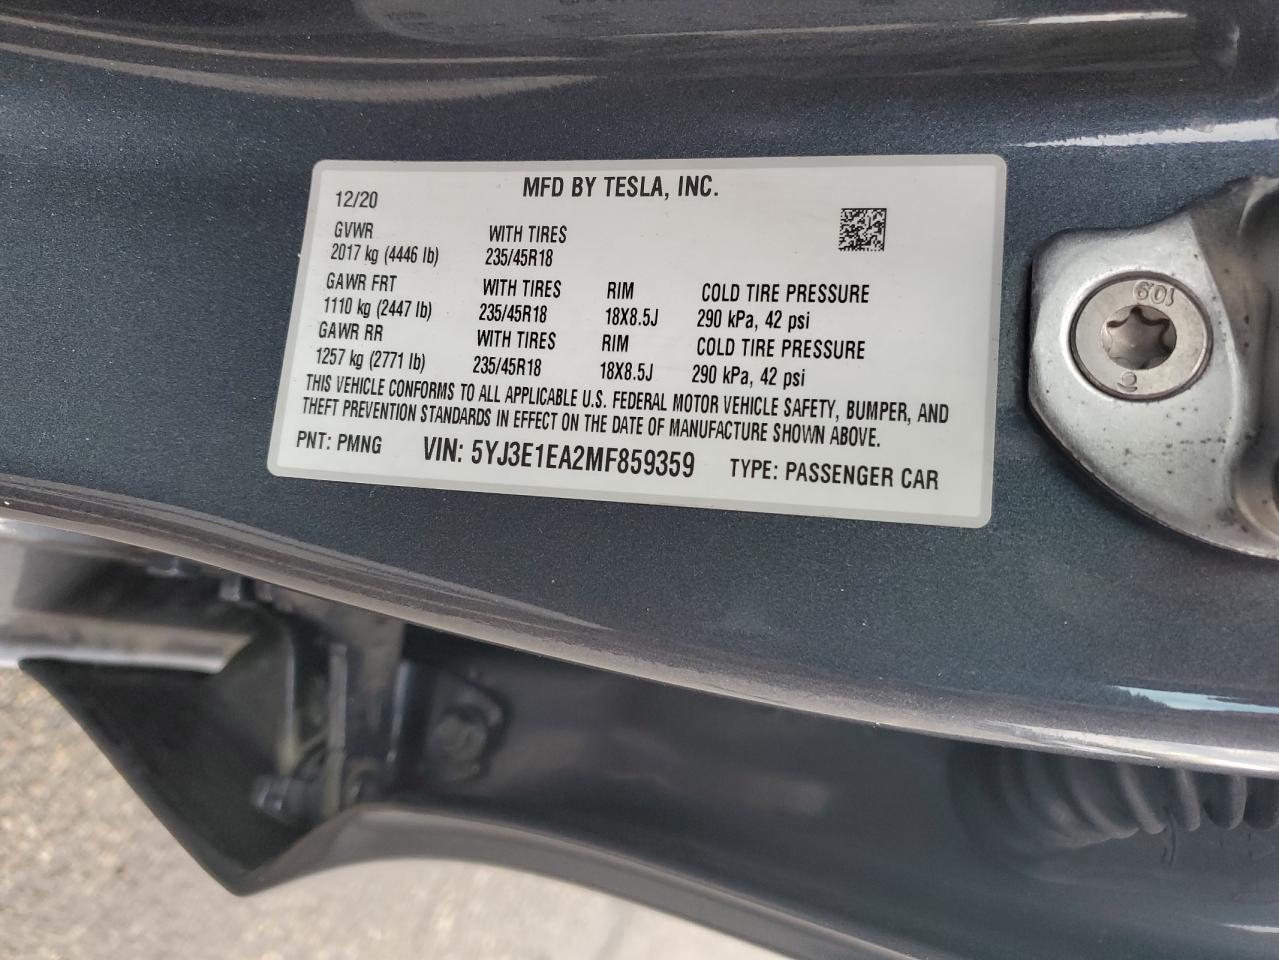 MFD BY TESLA, INC.
12/20
GVWR WITH TIRES
2017 kg (4446 lb) 235/45R18
GAWR FRT WITH TIRES RIM COLD TIRE PRESSURE
1110 kg (2447 lb) 235/45R18 18X8.5J 290 kPa, 42 psi
GAWR RR WITH TIRES RIM COLD TIRE PRESSURE
1257 kg (2771 lb) 235/45R18 18X8.5J 290 kPa, 42 psi
THIS VEHICLE CONFORMS TO ALL APPLICABLE U.S. FEDERAL MOTOR VEHICLE SAFETY, BUMPER, AND
THEFT PREVENTION STANDARDS IN EFFECT ON THE DATE OF MANUFACTURE SHOWN ABOVE.
PNT: PMNG VIN: 5YJ3E1EA2MF859359 TYPE: PASSENGER CAR
10.9